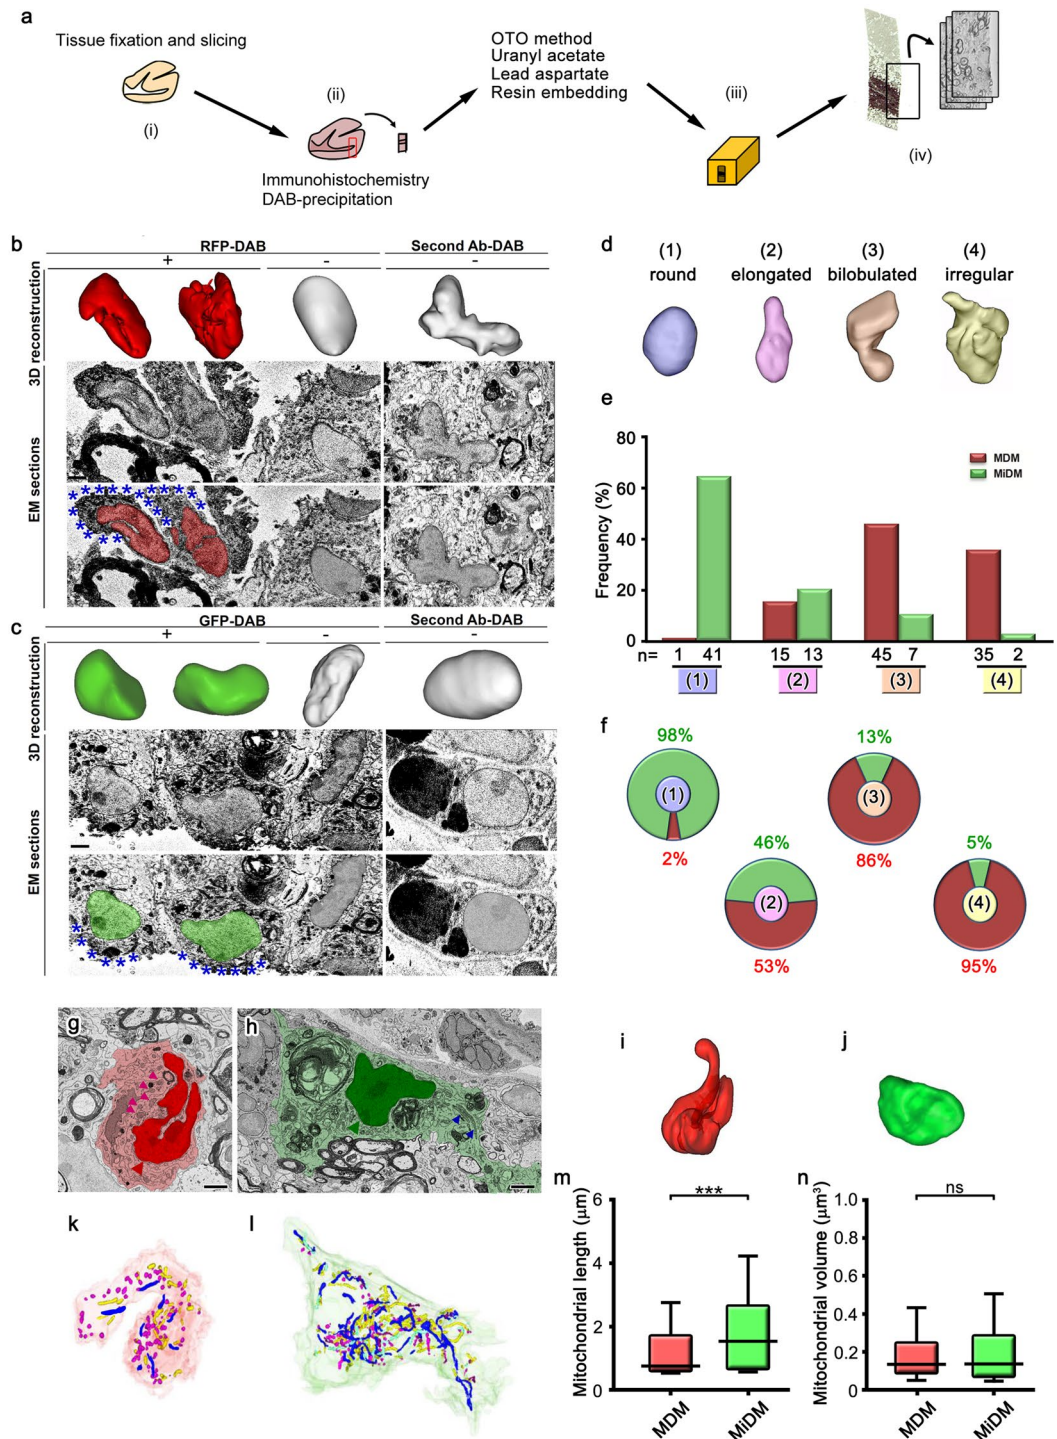 a
Tissue fixation and slicing
(i)
(ii)
Immunohistochemistry
DAB-precipitation
OTO method
Uranyl acetate
Lead aspartate
Resin embedding
(iii)
(iv)
b
RFP-DAB
Second Ab-DAB
+
-
-
3D reconstruction
EM sections
c
GFP-DAB
Second Ab-DAB
+
-
-
3D reconstruction
EM sections
d
(1)
(2)
(3)
(4)
round
elongated
bilobulated
irregular
e
Frequency (%)
80
60
40
20
0
MDM
MiDM
n=
1
41
15
13
45
7
35
2
(1)
(2)
(3)
(4)
f
98%
(1)
2%
46%
(2)
53%
13%
(3)
86%
5%
(4)
95%
g
h
i
j
k
l
m
Mitochondrial length (μm)
6
4
2
0
***
MDM
MiDM
n
Mitochondrial volume (μm³)
1.0
0.8
0.6
0.4
0.2
0
ns
MDM
MiDM